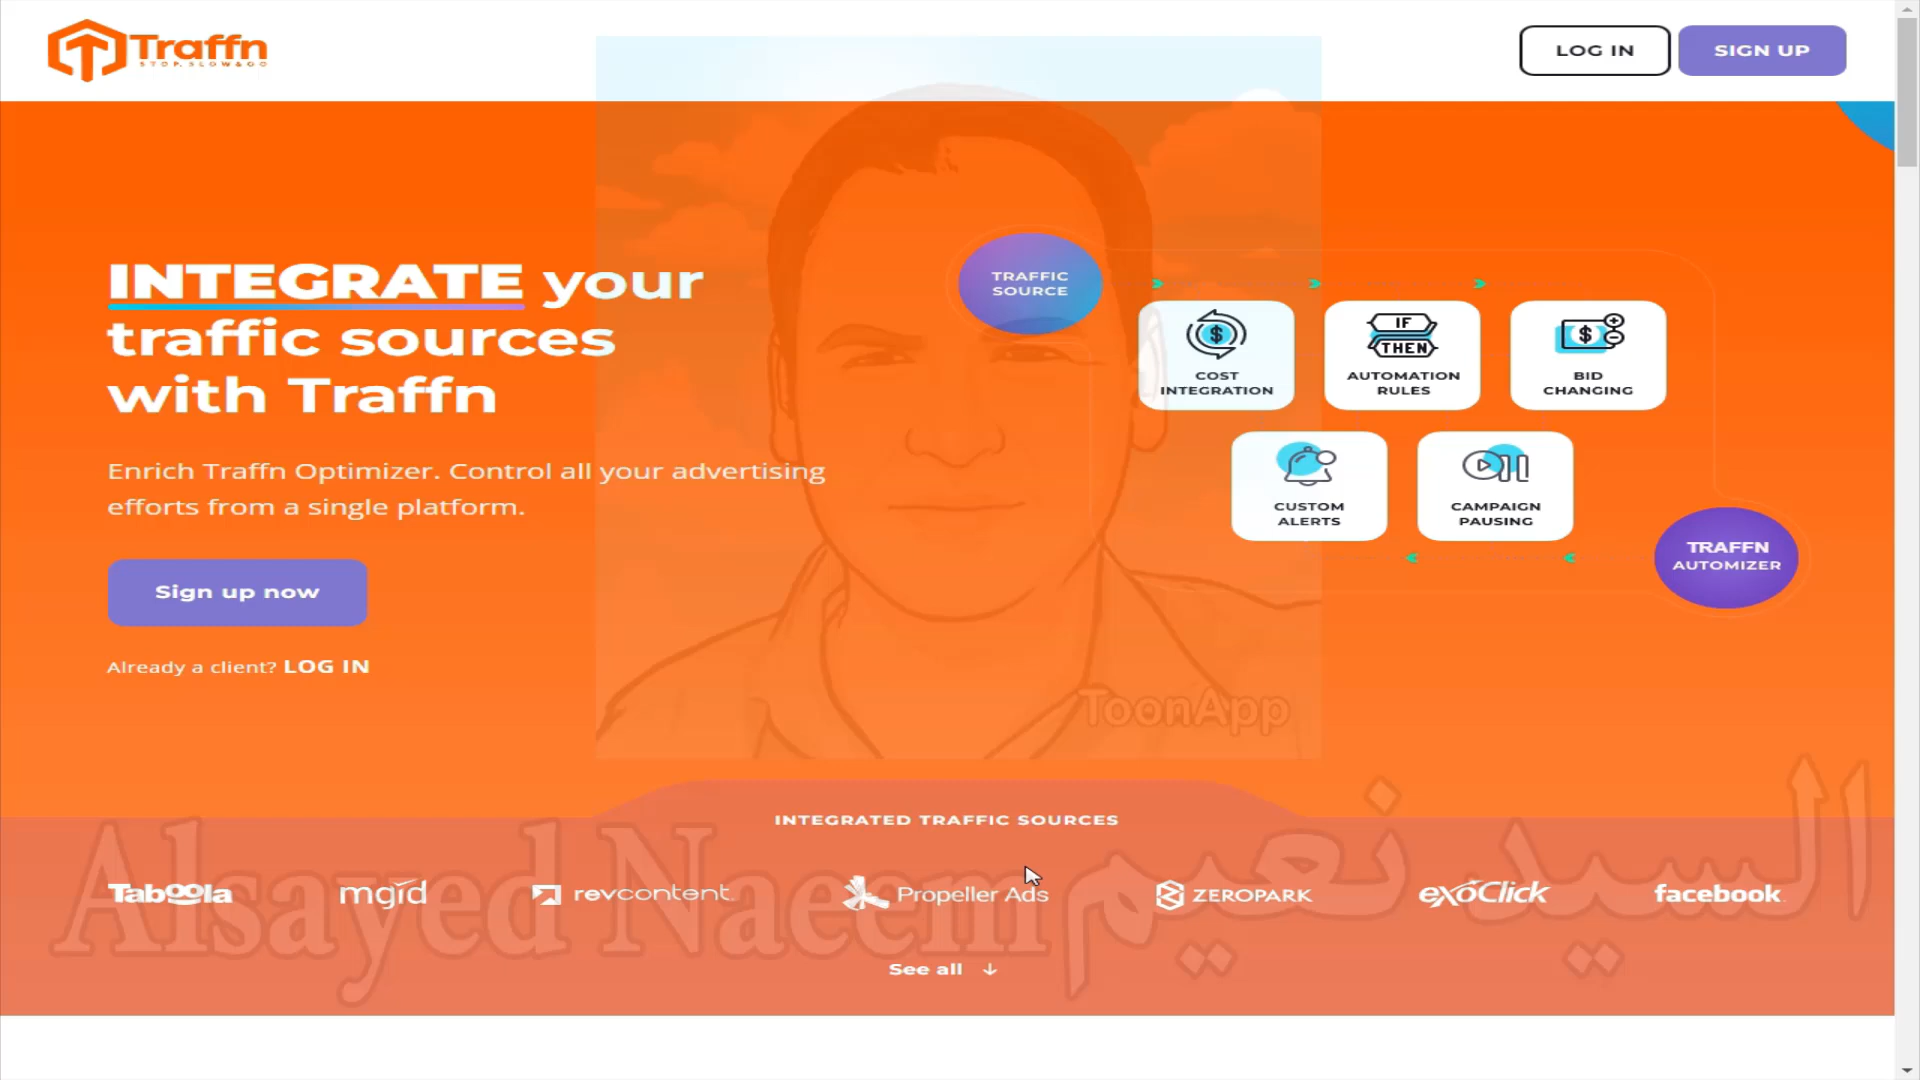 Traffn
STOP, SLOW & GO
LOG IN
SIGN UP
INTEGRATE your
traffic sources
with Traffn
Enrich Traffn Optimizer. Control all your advertising
efforts from a single platform.
Sign up now
Already a client? LOG IN
TRAFFIC
SOURCE
COST
INTEGRATION
IF
THEN
AUTOMATION
RULES
BID
CHANGING
CUSTOM
ALERTS
CAMPAIGN
PAUSING
TRAFFN
AUTOMIZER
ToonApp
INTEGRATED TRAFFIC SOURCES
Taboola
mgid
revcontent
Propeller Ads
ZEROPARK
exoClick
facebook
Alsayed Naeem
السيد نعيم
See all